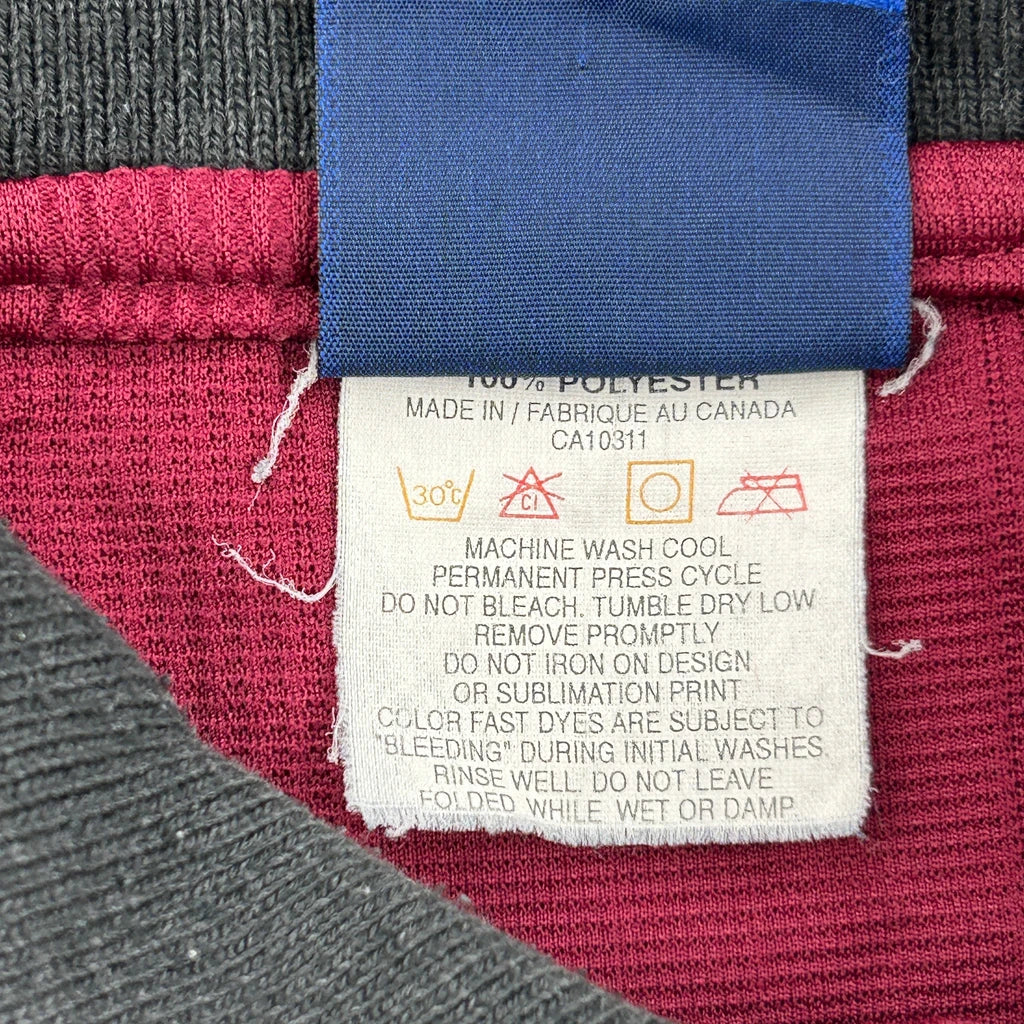 100% POLYESTER
MADE IN / FABRIQUE AU CANADA
CA10311
30°C Cl
MACHINE WASH COOL
PERMANENT PRESS CYCLE
DO NOT BLEACH. TUMBLE DRY LOW
REMOVE PROMPTLY
DO NOT IRON ON DESIGN
OR SUBLIMATION PRINT
COLOR FAST DYES ARE SUBJECT TO
"BLEEDING" DURING INITIAL WASHES.
RINSE WELL. DO NOT LEAVE
FOLDED WHILE WET OR DAMP